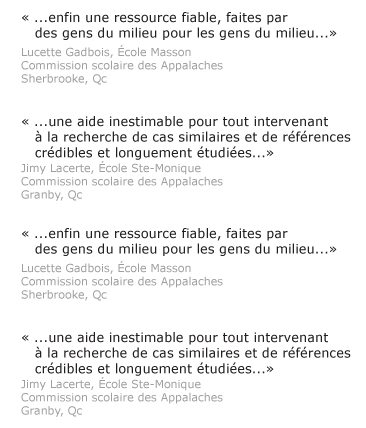 « ...enfin une ressource fiable, faites par
des gens du milieu pour les gens du milieu...»
Lucette Gadbois, École Masson
Commission scolaire des Appalaches
Sherbrooke, Qc
« ...une aide inestimable pour tout intervenant
à la recherche de cas similaires et de références
crédibles et longuement étudiées...»
Jimy Lacerte, École Ste-Monique
Commission scolaire des Appalaches
Granby, Qc
« ...enfin une ressource fiable, faites par
des gens du milieu pour les gens du milieu...»
Lucette Gadbois, École Masson
Commission scolaire des Appalaches
Sherbrooke, Qc
« ...une aide inestimable pour tout intervenant
à la recherche de cas similaires et de références
crédibles et longuement étudiées...»
Jimy Lacerte, École Ste-Monique
Commission scolaire des Appalaches
Granby, Qc